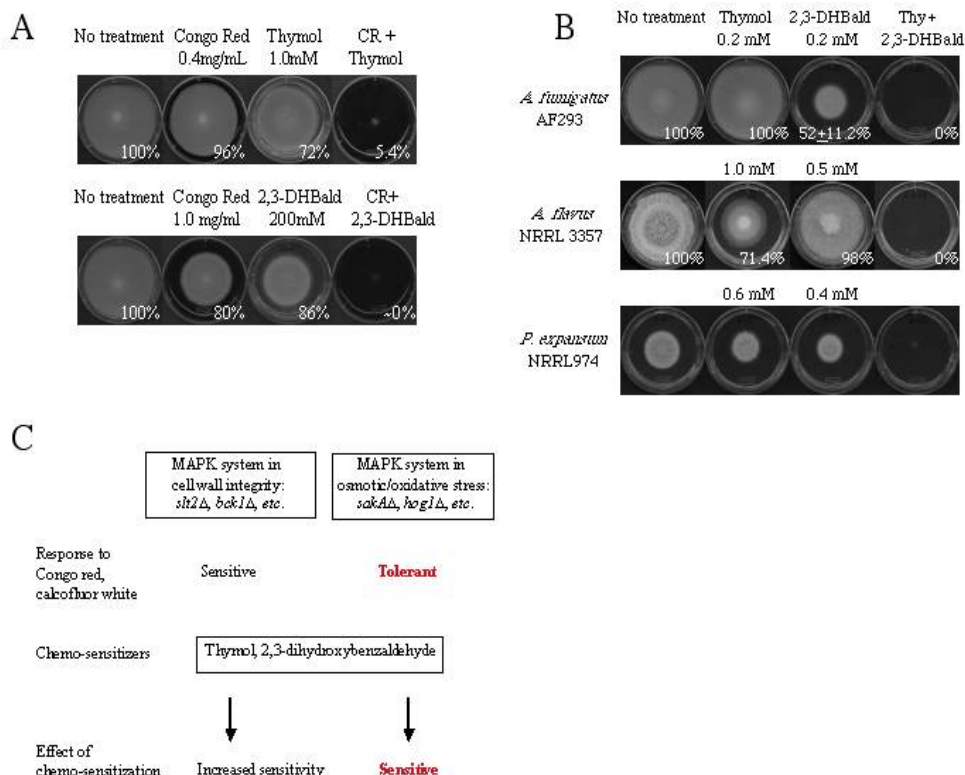 A
No treatment Congo Red Thymol CR +
0.4mg/mL 1.0mM Thymol
100% 96% 72% 5.4%
No treatment Congo Red 2,3-DHBald CR+
1.0 mg/ml 200mM 2,3-DHBald
100% 80% 86% ~0%
B
No treatment Thymol 2,3-DHBald Thy+
0.2 mM 0.2 mM 2,3-DHBald
A. fumigatus
AF293
100% 100% 52±11.2% 0%
1.0 mM 0.5 mM
A. flavus
NRRL 3357
100% 71.4% 98% 0%
0.6 mM 0.4 mM
P. expansum
NRRL974
C
MAPK system in
cell wall integrity:
slt2Δ, bck1Δ, etc.
MAPK system in
osmotic/oxidative stress:
sakAΔ, hog1Δ, etc.
Response to
Congo red,
calcofluor white
Sensitive Tolerant
Chemo-sensitizers Thymol, 2,3-dihydroxybenzaldehyde
Effect of
chemo-sensitization Increased sensitivity Sensitive